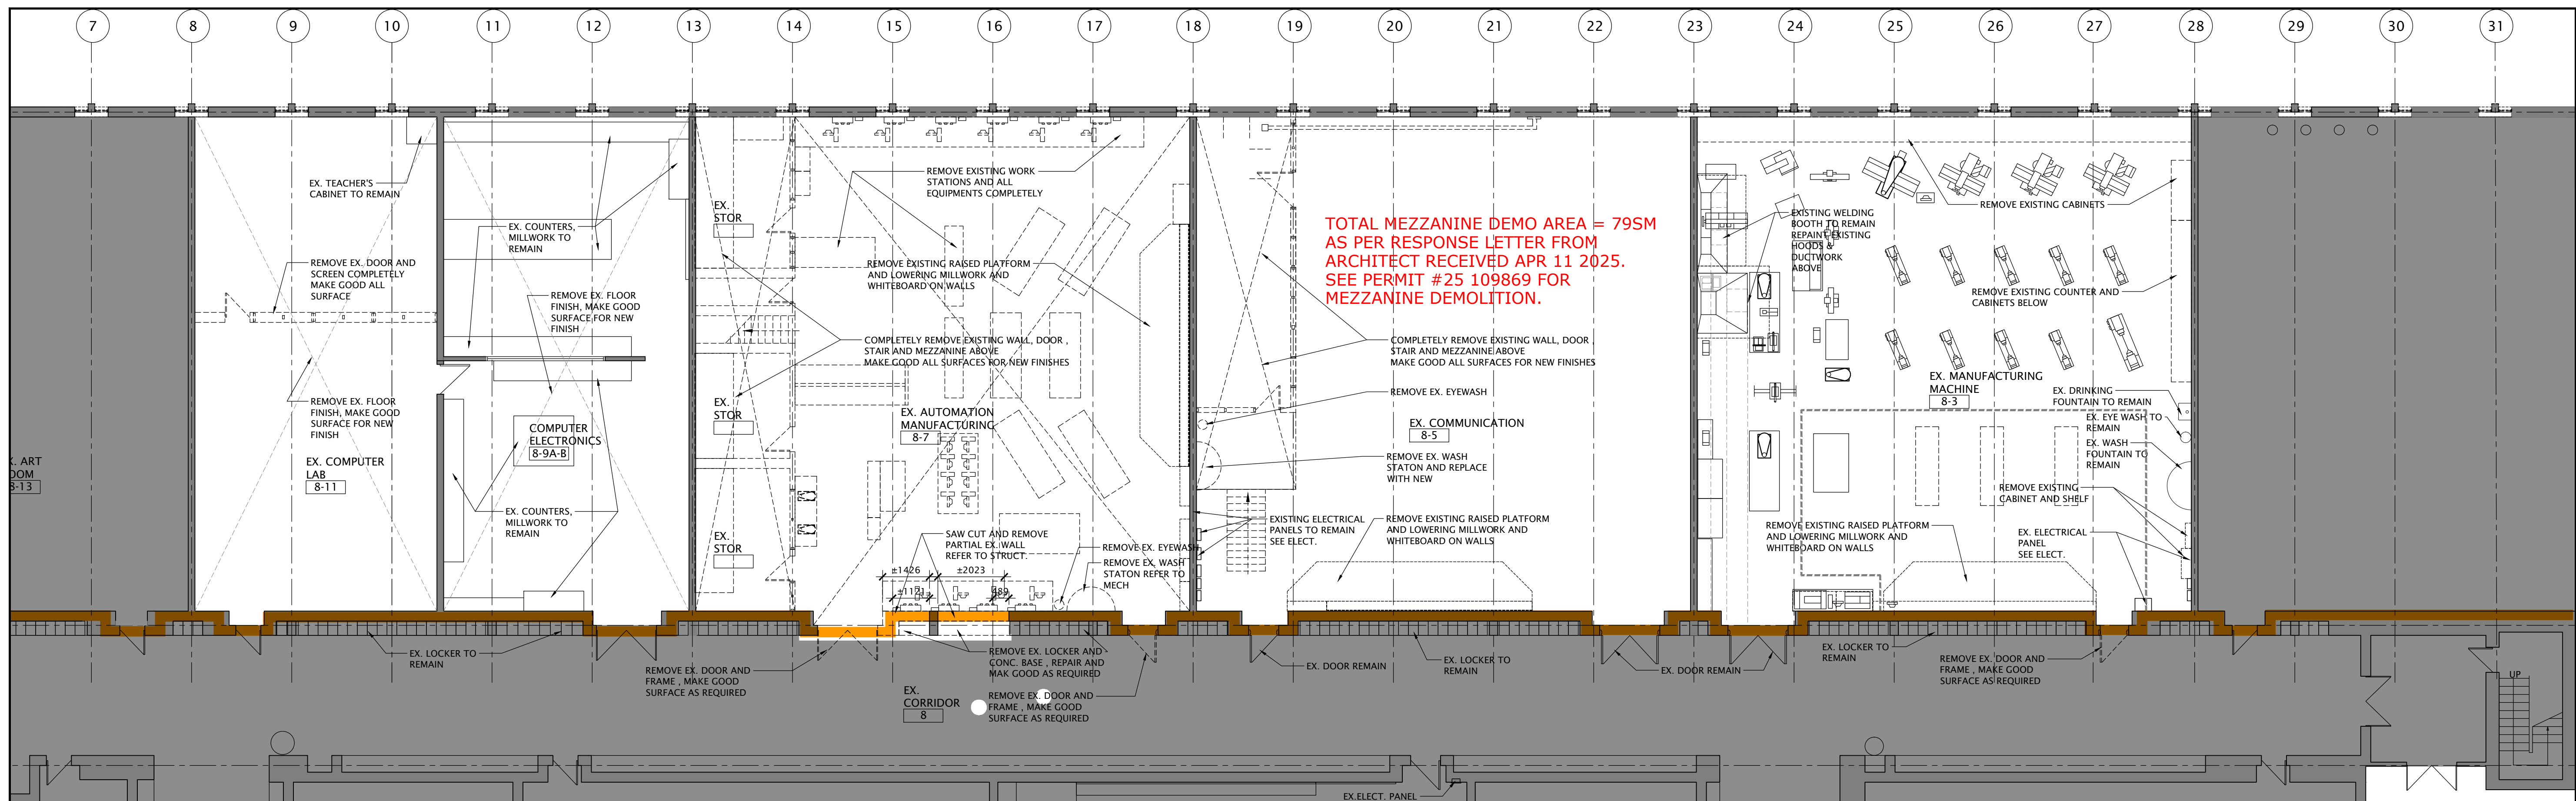 7
8
9
10
11
12
13
14
15
16
17
18
19
20
21
22
23
24
25
26
27
28
29
30
31
EX. TEACHER'S
CABINET TO REMAIN
EX. COUNTERS,
MILLWORK TO
REMAIN
REMOVE EX. DOOR AND
SCREEN COMPLETELY
MAKE GOOD ALL
SURFACE
REMOVE EX. FLOOR
FINISH, MAKE GOOD
SURFACE FOR NEW
FINISH
REMOVE EX. FLOOR
FINISH, MAKE GOOD
SURFACE FOR NEW
FINISH
EX. COMPUTER
LAB
8-11
COMPUTER
ELECTRONICS
8-9A-B
EX. COUNTERS,
MILLWORK TO
REMAIN
X. ART
OOM
8-13
EX.
STOR
EX.
STOR
EX.
STOR
REMOVE EXISTING WORK
STATIONS AND ALL
EQUIPMENTS COMPLETELY
REMOVE EXISTING RAISED PLATFORM
AND LOWERING MILLWORK AND
WHITEBOARD ON WALLS
COMPLETELY REMOVE EXISTING WALL, DOOR ,
STAIR AND MEZZANINE ABOVE
MAKE GOOD ALL SURFACES FOR NEW FINISHES
EX. AUTOMATION
MANUFACTURING
8-7
SAW CUT AND REMOVE
PARTIAL EX. WALL
REFER TO STRUCT.
±1426
±2023
±1171
489
REMOVE EX. EYEWASH
REMOVE EX. WASH
STATON REFER TO
MECH
TOTAL MEZZANINE DEMO AREA = 79SM
AS PER RESPONSE LETTER FROM
ARCHITECT RECEIVED APR 11 2025.
SEE PERMIT #25 109869 FOR
MEZZANINE DEMOLITION.
COMPLETELY REMOVE EXISTING WALL, DOOR ,
STAIR AND MEZZANINE ABOVE
MAKE GOOD ALL SURFACES FOR NEW FINISHES
REMOVE EX. EYEWASH
EX. COMMUNICATION
8-5
REMOVE EX. WASH
STATON AND REPLACE
WITH NEW
EXISTING ELECTRICAL
PANELS TO REMAIN
SEE ELECT.
REMOVE EXISTING RAISED PLATFORM
AND LOWERING MILLWORK AND
WHITEBOARD ON WALLS
EXISTING WELDING
BOOTH TO REMAIN
REPAINT EXISTING
HOODS &
DUCTWORK
ABOVE
REMOVE EXISTING CABINETS
REMOVE EXISTING COUNTER AND
CABINETS BELOW
EX. MANUFACTURING
MACHINE
8-3
EX. DRINKING
FOUNTAIN TO REMAIN
EX. EYE WASH TO
REMAIN
EX. WASH
FOUNTAIN TO
REMAIN
REMOVE EXISTING
CABINET AND SHELF
REMOVE EXISTING RAISED PLATFORM
AND LOWERING MILLWORK AND
WHITEBOARD ON WALLS
EX. ELECTRICAL
PANEL
SEE ELECT.
EX. LOCKER TO
REMAIN
REMOVE EX. DOOR AND
FRAME , MAKE GOOD
SURFACE AS REQUIRED
REMOVE EX. LOCKER AND
CONC. BASE , REPAIR AND
MAK GOOD AS REQUIRED
EX.
CORRIDOR
8
REMOVE EX. DOOR AND
FRAME , MAKE GOOD
SURFACE AS REQUIRED
EX. DOOR REMAIN
EX. LOCKER TO
REMAIN
EX. DOOR REMAIN
EX. LOCKER TO
REMAIN
REMOVE EX. DOOR AND
FRAME , MAKE GOOD
SURFACE AS REQUIRED
UP
EX.ELECT. PANEL